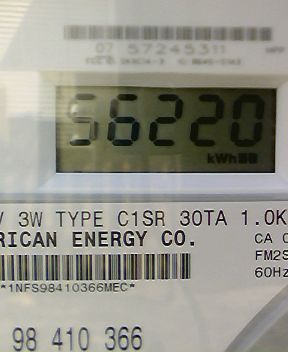 07 57245311
56220
kWh
V 3W TYPE C1SR 30TA 1.0K
RICAN ENERGY CO.
CA 0
FM2S
60Hz
*1NFS98410366MEC*
98 410 366